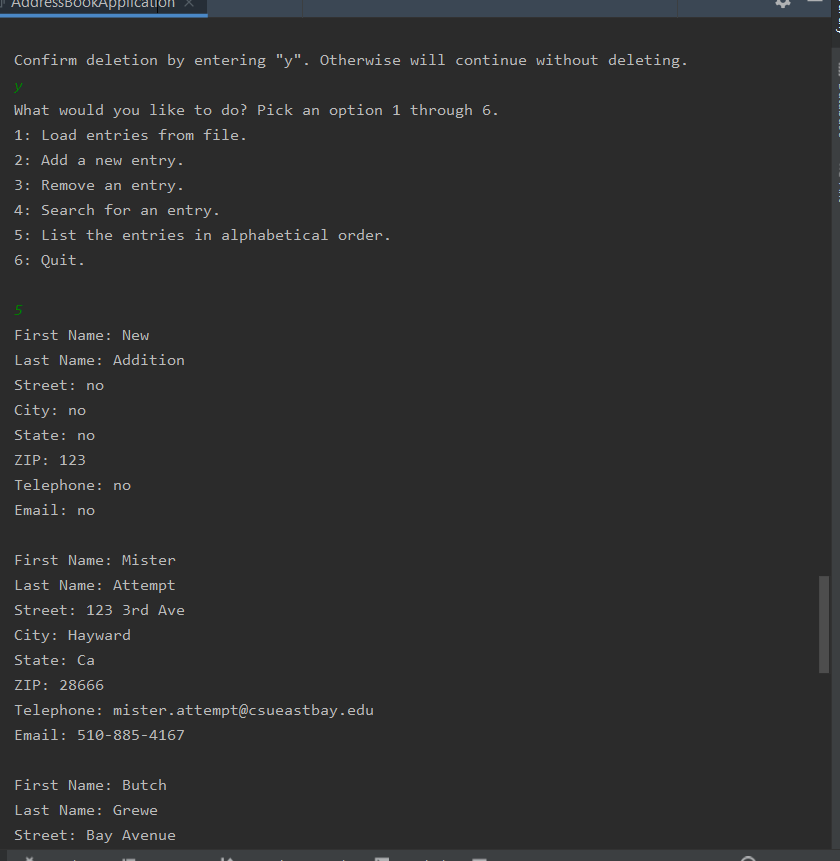 AddressBookApplication
Confirm deletion by entering "y". Otherwise will continue without deleting.
y
What would you like to do? Pick an option 1 through 6.
1: Load entries from file.
2: Add a new entry.
3: Remove an entry.
4: Search for an entry.
5: List the entries in alphabetical order.
6: Quit.
5
First Name: New
Last Name: Addition
Street: no
City: no
State: no
ZIP: 123
Telephone: no
Email: no
First Name: Mister
Last Name: Attempt
Street: 123 3rd Ave
City: Hayward
State: Ca
ZIP: 28666
Telephone: mister.attempt@csueastbay.edu
Email: 510-885-4167
First Name: Butch
Last Name: Grewe
Street: Bay Avenue